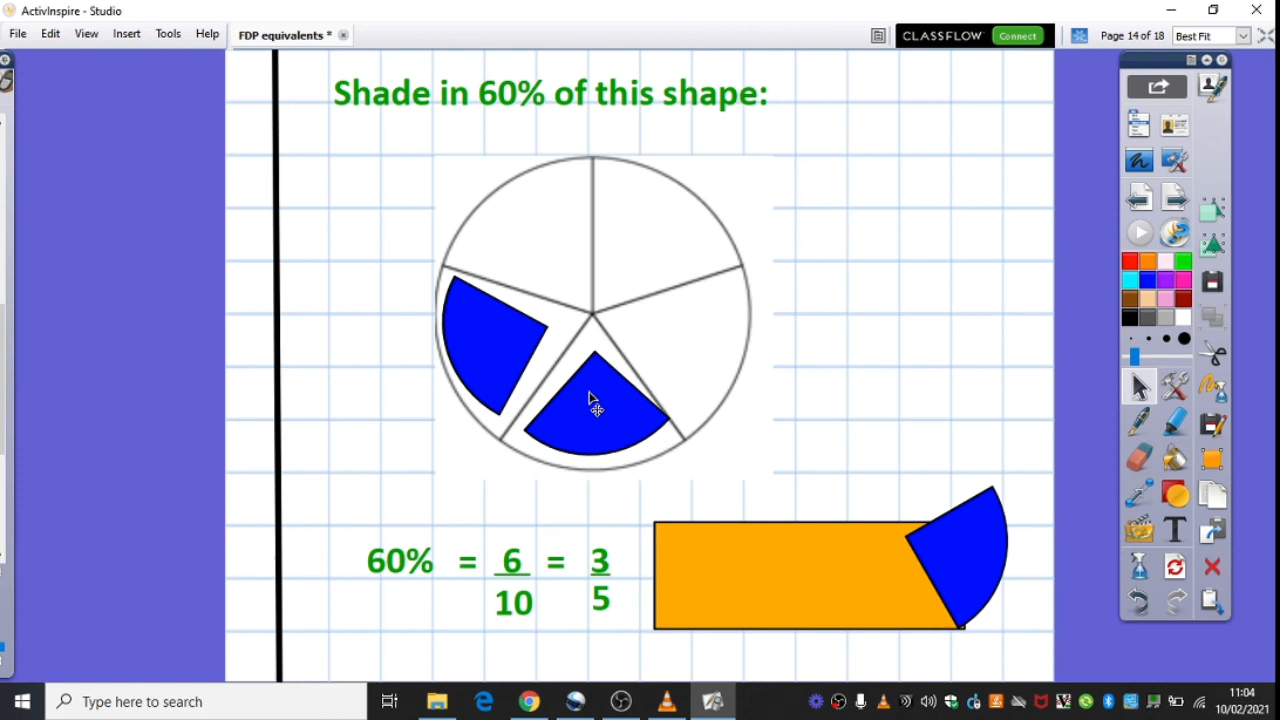 ActivInspire - Studio
File Edit View Insert Tools Help
FDP equivalents *
CLASSFLOW Connect
Page 14 of 18
Best Fit
Shade in 60% of this shape:
60% = 6/10 = 3/5
Type here to search
11:04
10/02/2021